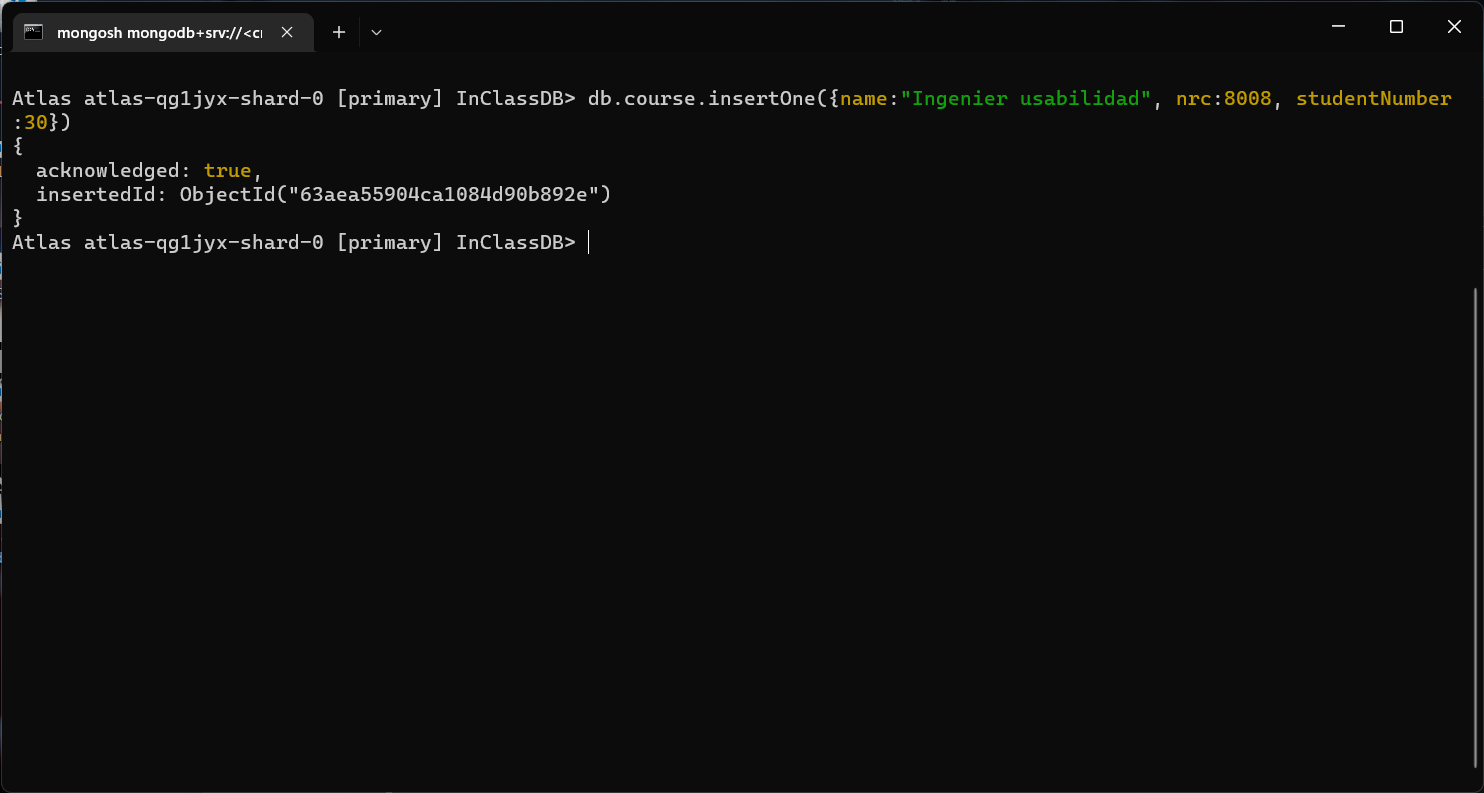 mongosh mongodb+srv://<cr
Atlas atlas-qg1jyx-shard-0 [primary] InClassDB> db.course.insertOne({name:"Ingenier usabilidad", nrc:8008, studentNumber
:30})
{
  acknowledged: true,
  insertedId: ObjectId("63aea55904ca1084d90b892e")
}
Atlas atlas-qg1jyx-shard-0 [primary] InClassDB>